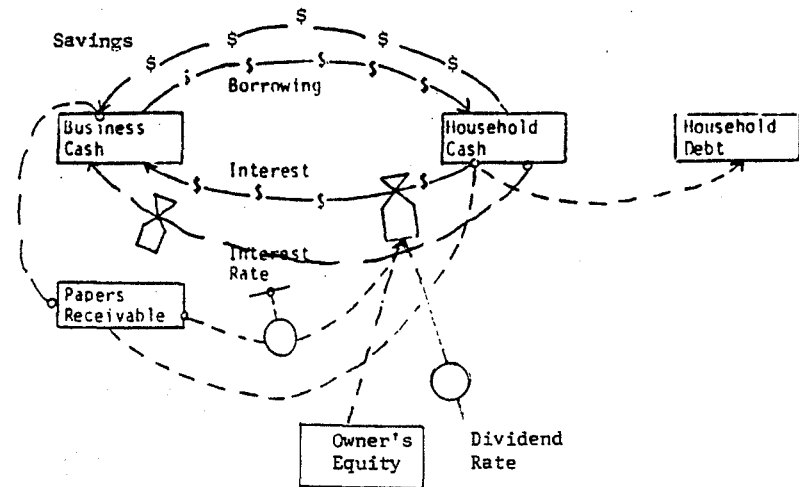 $
$ $
Savings
$ $
$ $ $ $ $
Borrowing
Business
Cash
Household
Cash
Household
Debt
Interest
$ $ $ $
Interest
Rate
Papers
Receivable
Owner's
Equity
Dividend
Rate